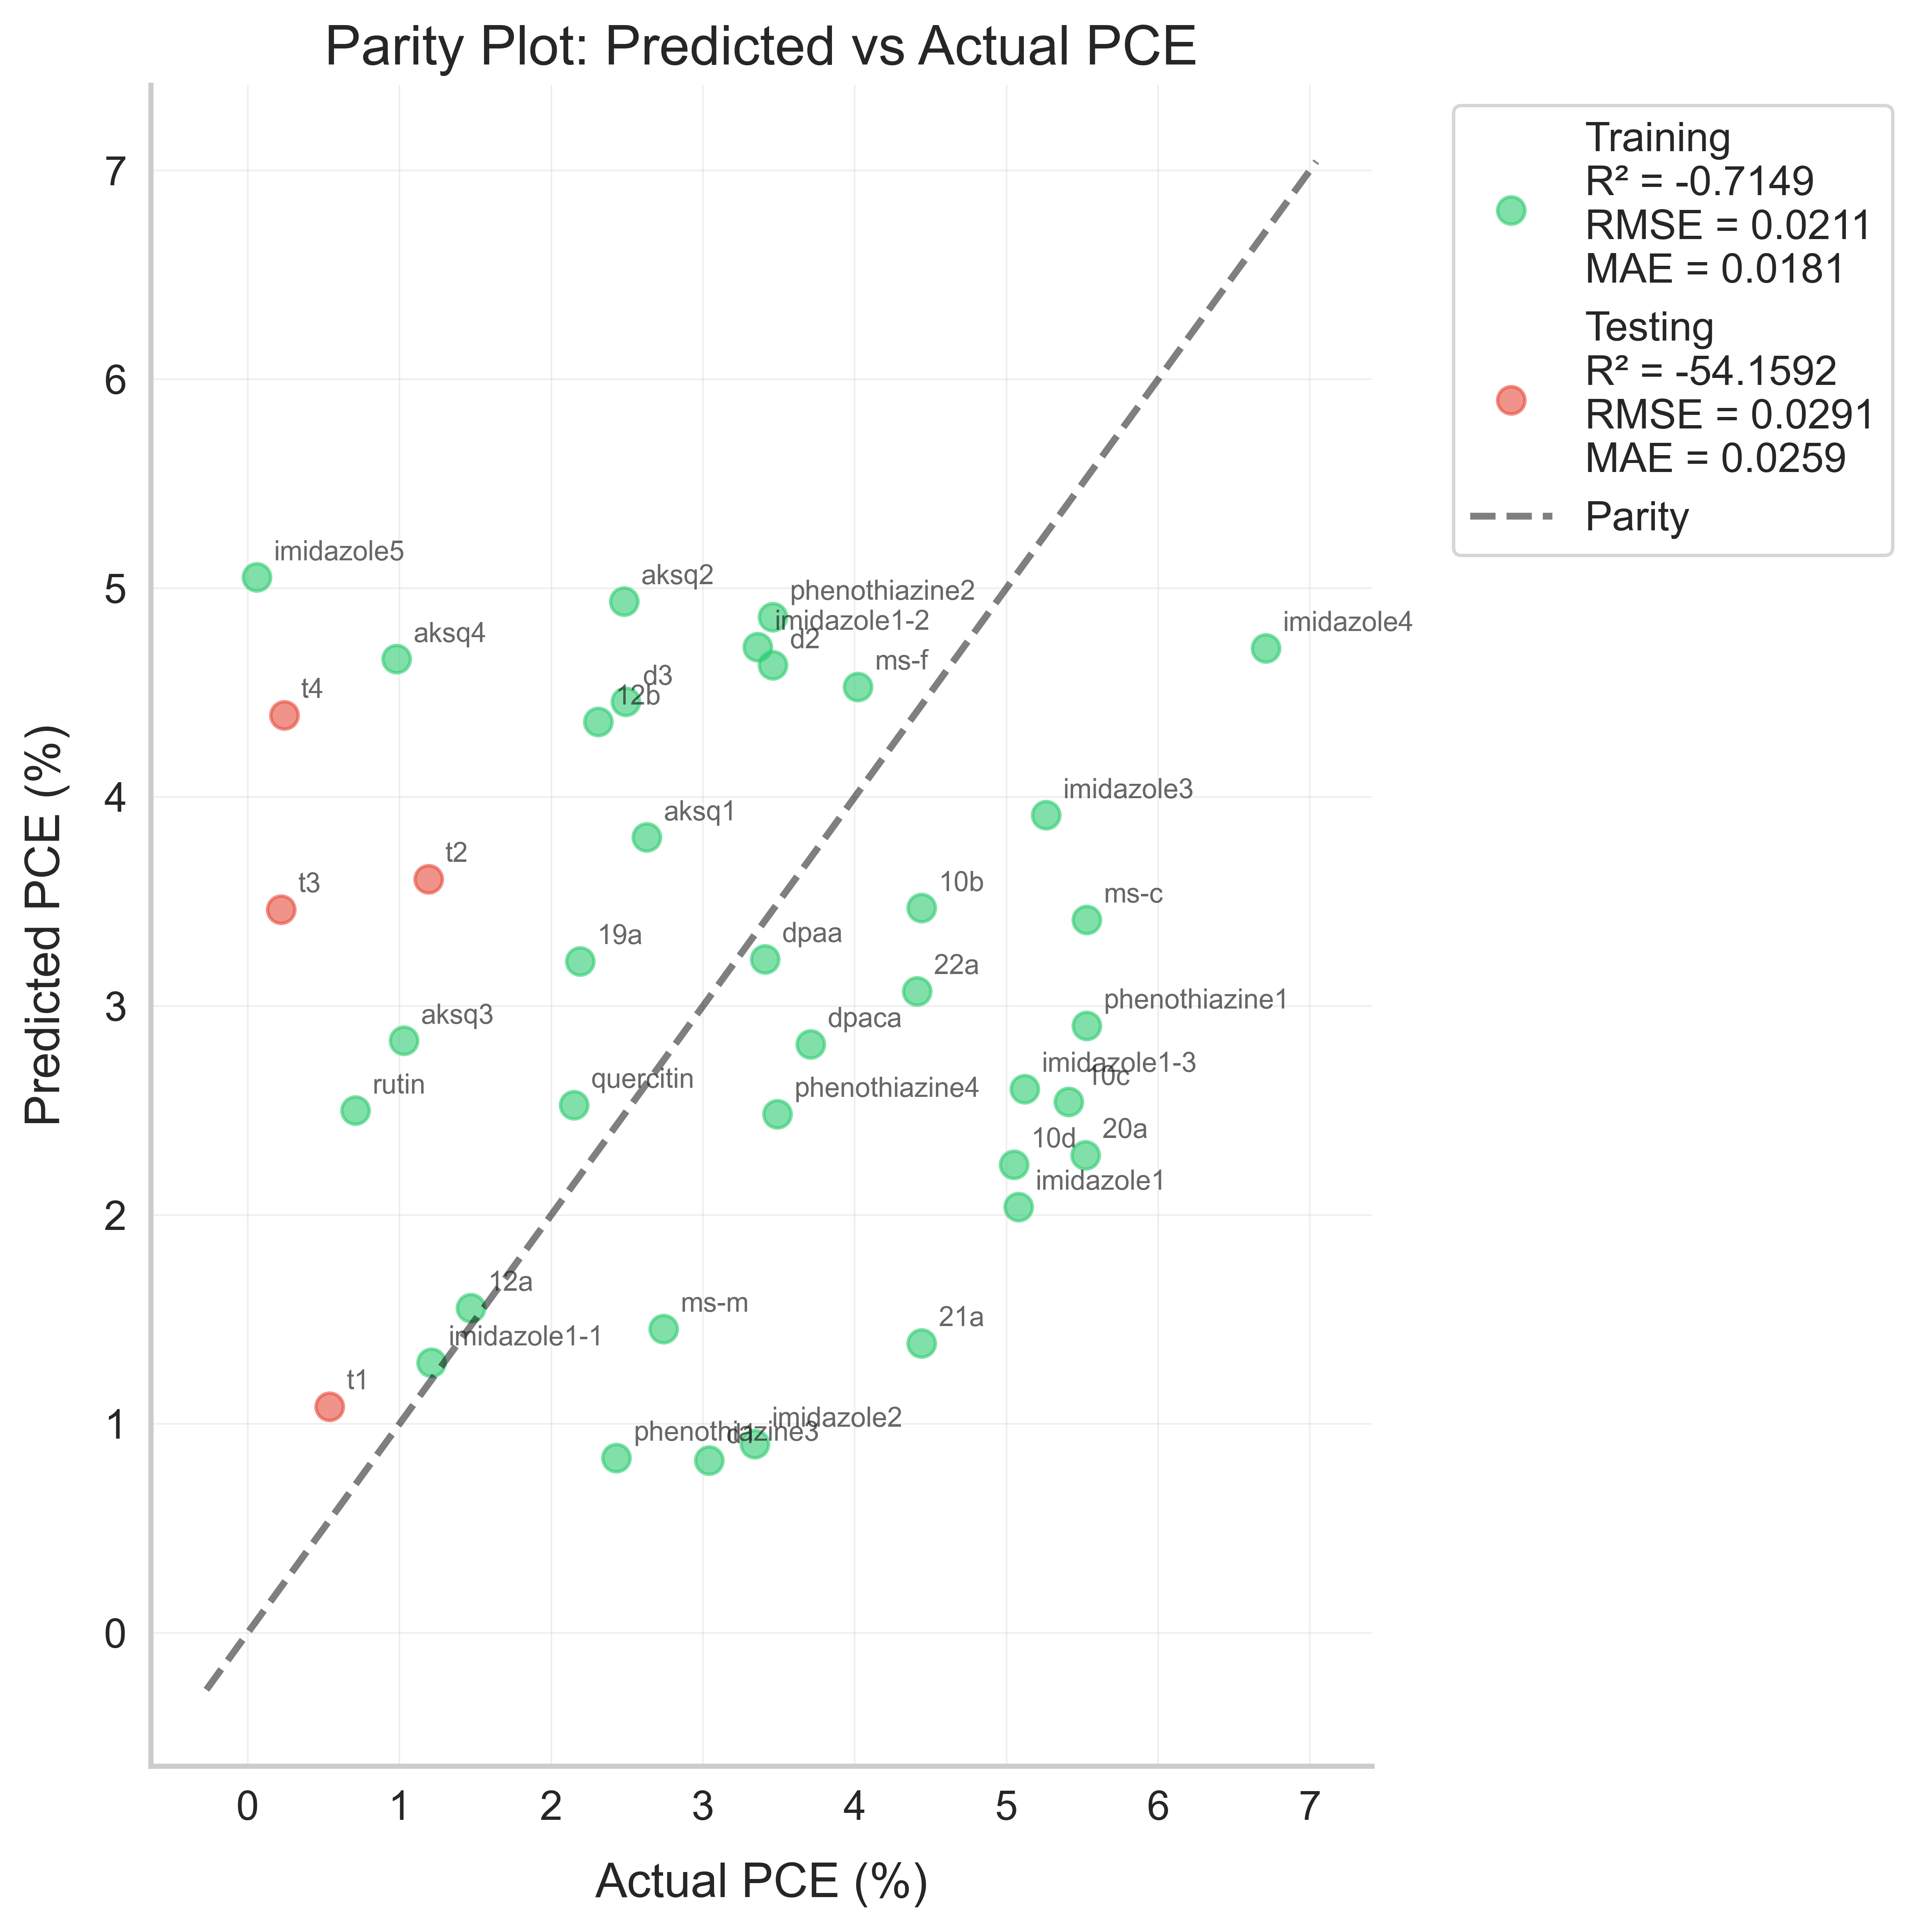 Parity Plot: Predicted vs Actual PCE
Training
R² = -0.7149
RMSE = 0.0211
MAE = 0.0181
Testing
R² = -54.1592
RMSE = 0.0291
MAE = 0.0259
Parity
Predicted PCE (%)
7
6
5
4
3
2
1
0
imidazole5
aksq2
phenothiazine2
imidazole1-2
imidazole4
aksq4
d2
ms-f
t4
d3
12b
imidazole3
aksq1
t2
t3
10b
ms-c
19a
dpaa
22a
phenothiazine1
aksq3
dpaca
imidazole1-3
10c
rutin
quercitin
phenothiazine4
10d
20a
imidazole1
12a
ms-m
21a
imidazole1-1
t1
imidazole2
phenothiazine3
d1
0 1 2 3 4 5 6 7
Actual PCE (%)